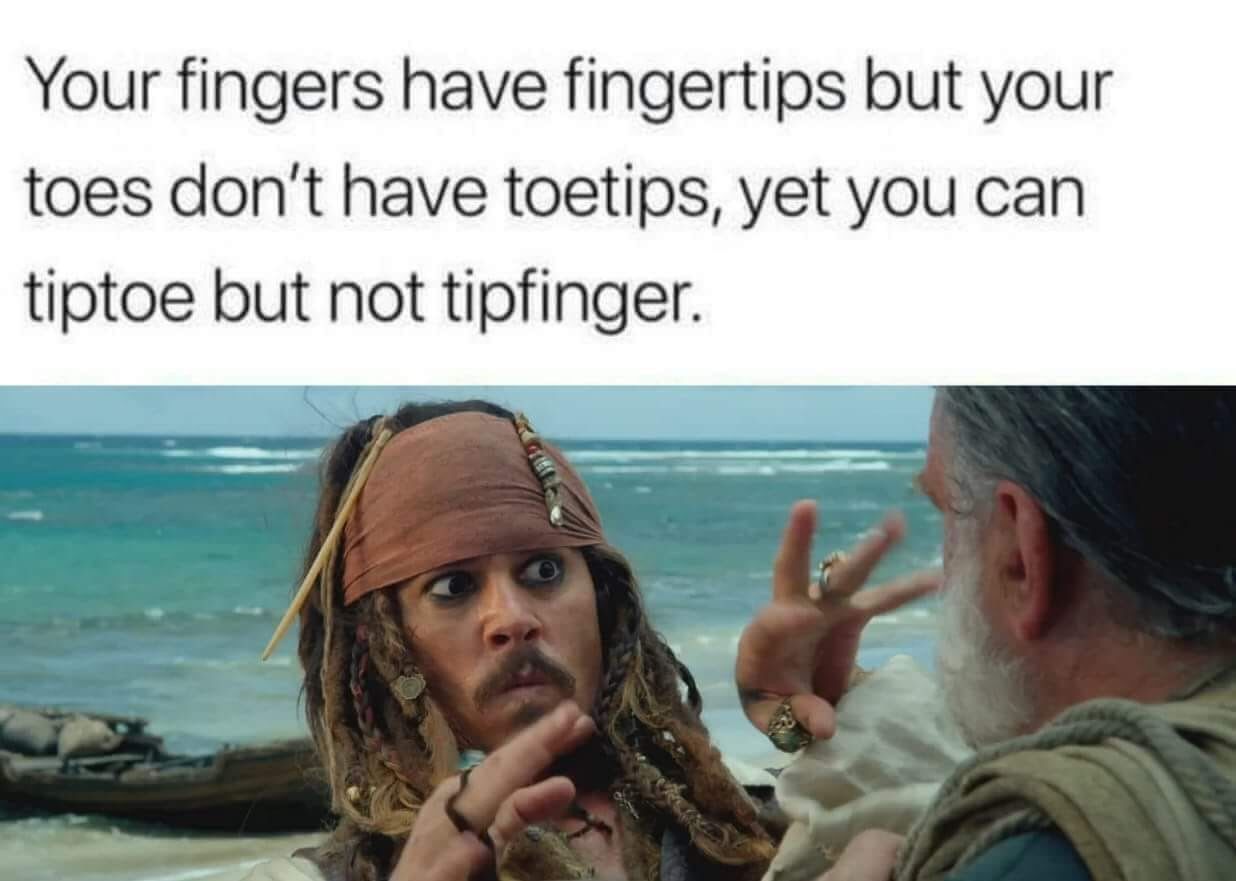 Your fingers have fingertips but your
toes don't have toetips, yet you can
tiptoe but not tipfinger.